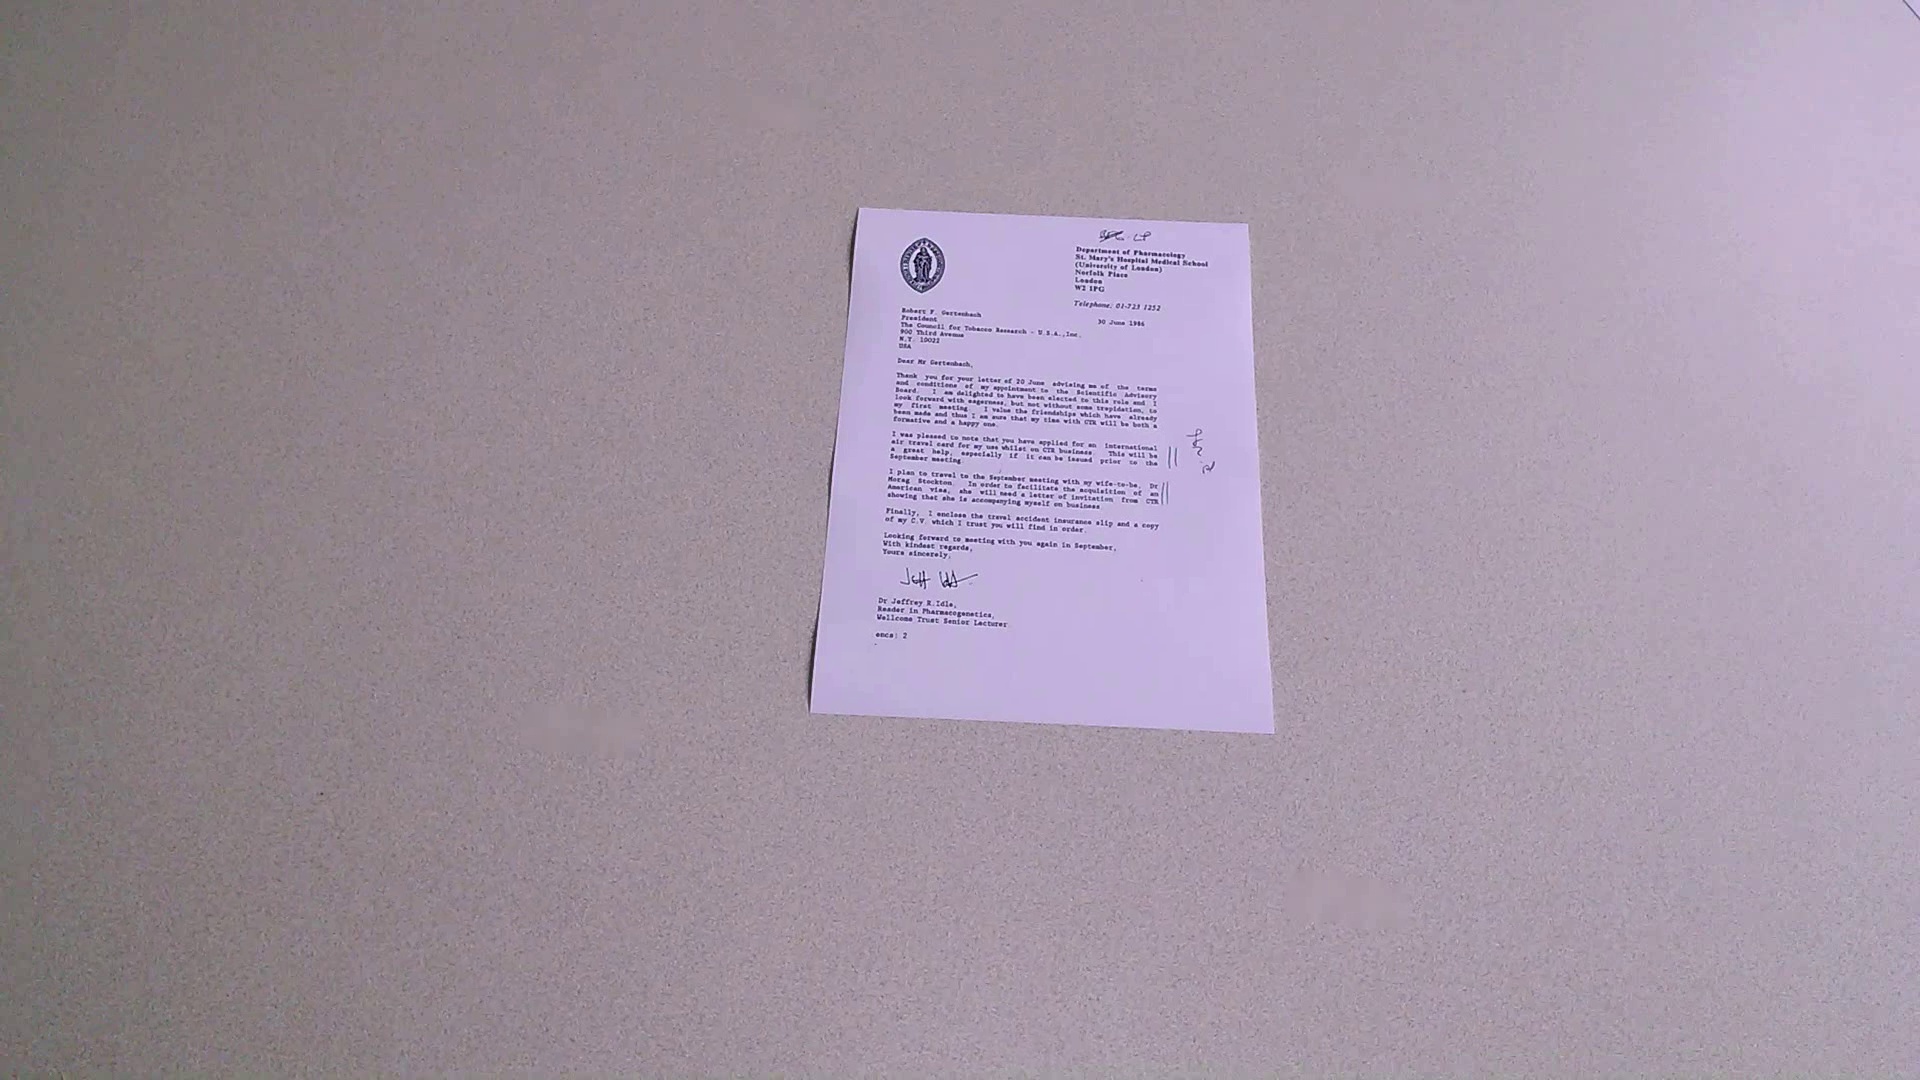 Department of Pharmacology
St. Mary's Hospital Medical School
(University of London)
Norfolk Place
London
W2 1PG
Telephone: 01-723 1252
30 June 1986
Robert F. Gertenbach
President
The Council for Tobacco Research - U.S.A., Inc.
900 Third Avenue
N.Y. 10022
USA
Dear Mr Gertenbach,
Thank you for your letter of 20 June advising me of the terms
and conditions of my appointment to the Scientific Advisory
Board. I am delighted to have been elected to this role and I
look forward with eagerness, but not without some trepidation, to
my first meeting. I value the friendships which have already
been made and thus I am sure that my time with CTR will be both a
formative and a happy one.
I was pleased to note that you have applied for an international
air travel card for my use whilst on CTR business. This will be
a great help, especially if it can be issued prior to the
September meeting.
I plan to travel to the September meeting with my wife-to-be, Dr
Morag Stockton. In order to facilitate the acquisition of an
American visa, she will need a letter of invitation from CTR
showing that she is accompanying myself on business.
Finally, I enclose the travel accident insurance slip and a copy
of my C.V. which I trust you will find in order.
Looking forward to meeting with you again in September,
With kindest regards,
Yours sincerely,
Dr Jeffrey R.Idle,
Reader in Pharmacogenetics,
Wellcome Trust Senior Lecturer.
encs: 2